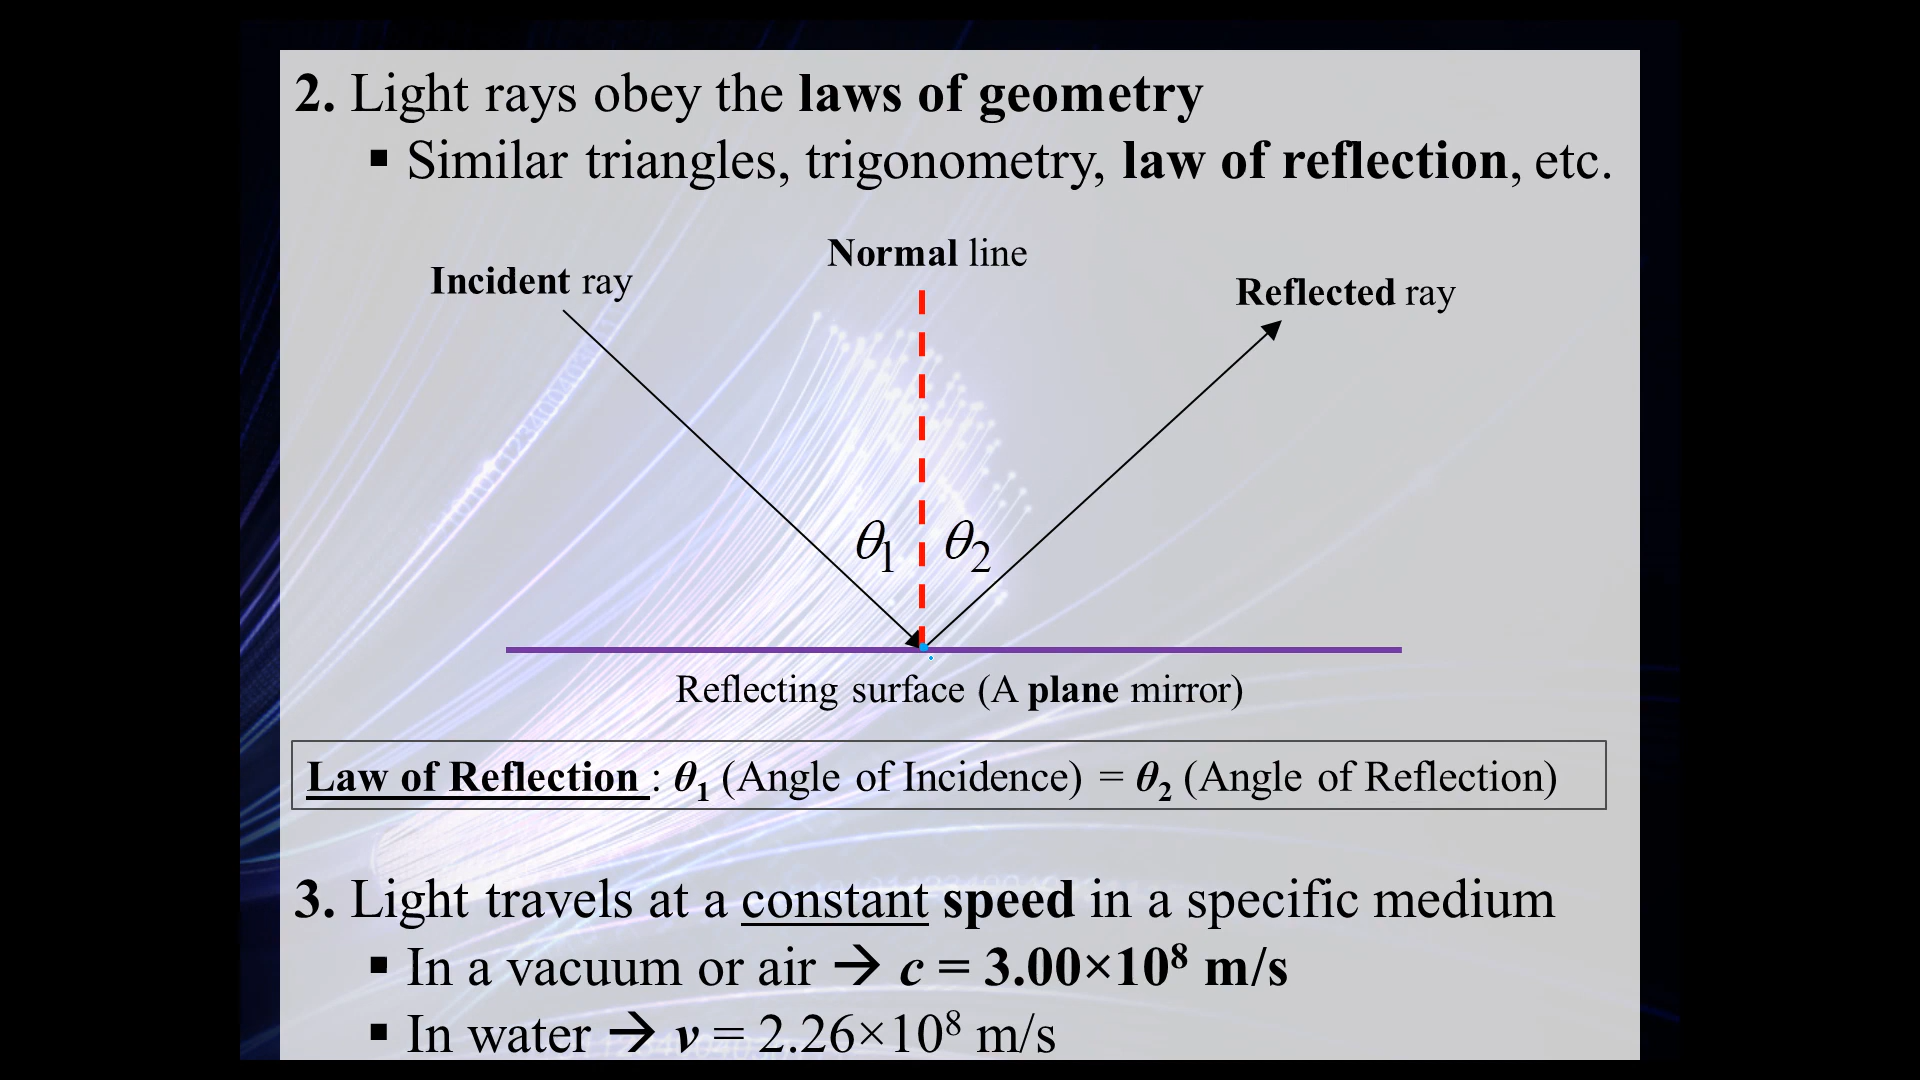 2. Light rays obey the laws of geometry
▪ Similar triangles, trigonometry, law of reflection, etc.
Normal line
Incident ray
Reflected ray
θ1 θ2
Reflecting surface (A plane mirror)
Law of Reflection : θ1 (Angle of Incidence) = θ2 (Angle of Reflection)
3. Light travels at a constant speed in a specific medium
▪ In a vacuum or air → c = 3.00×10⁸ m/s
▪ In water → v = 2.26×10⁸ m/s